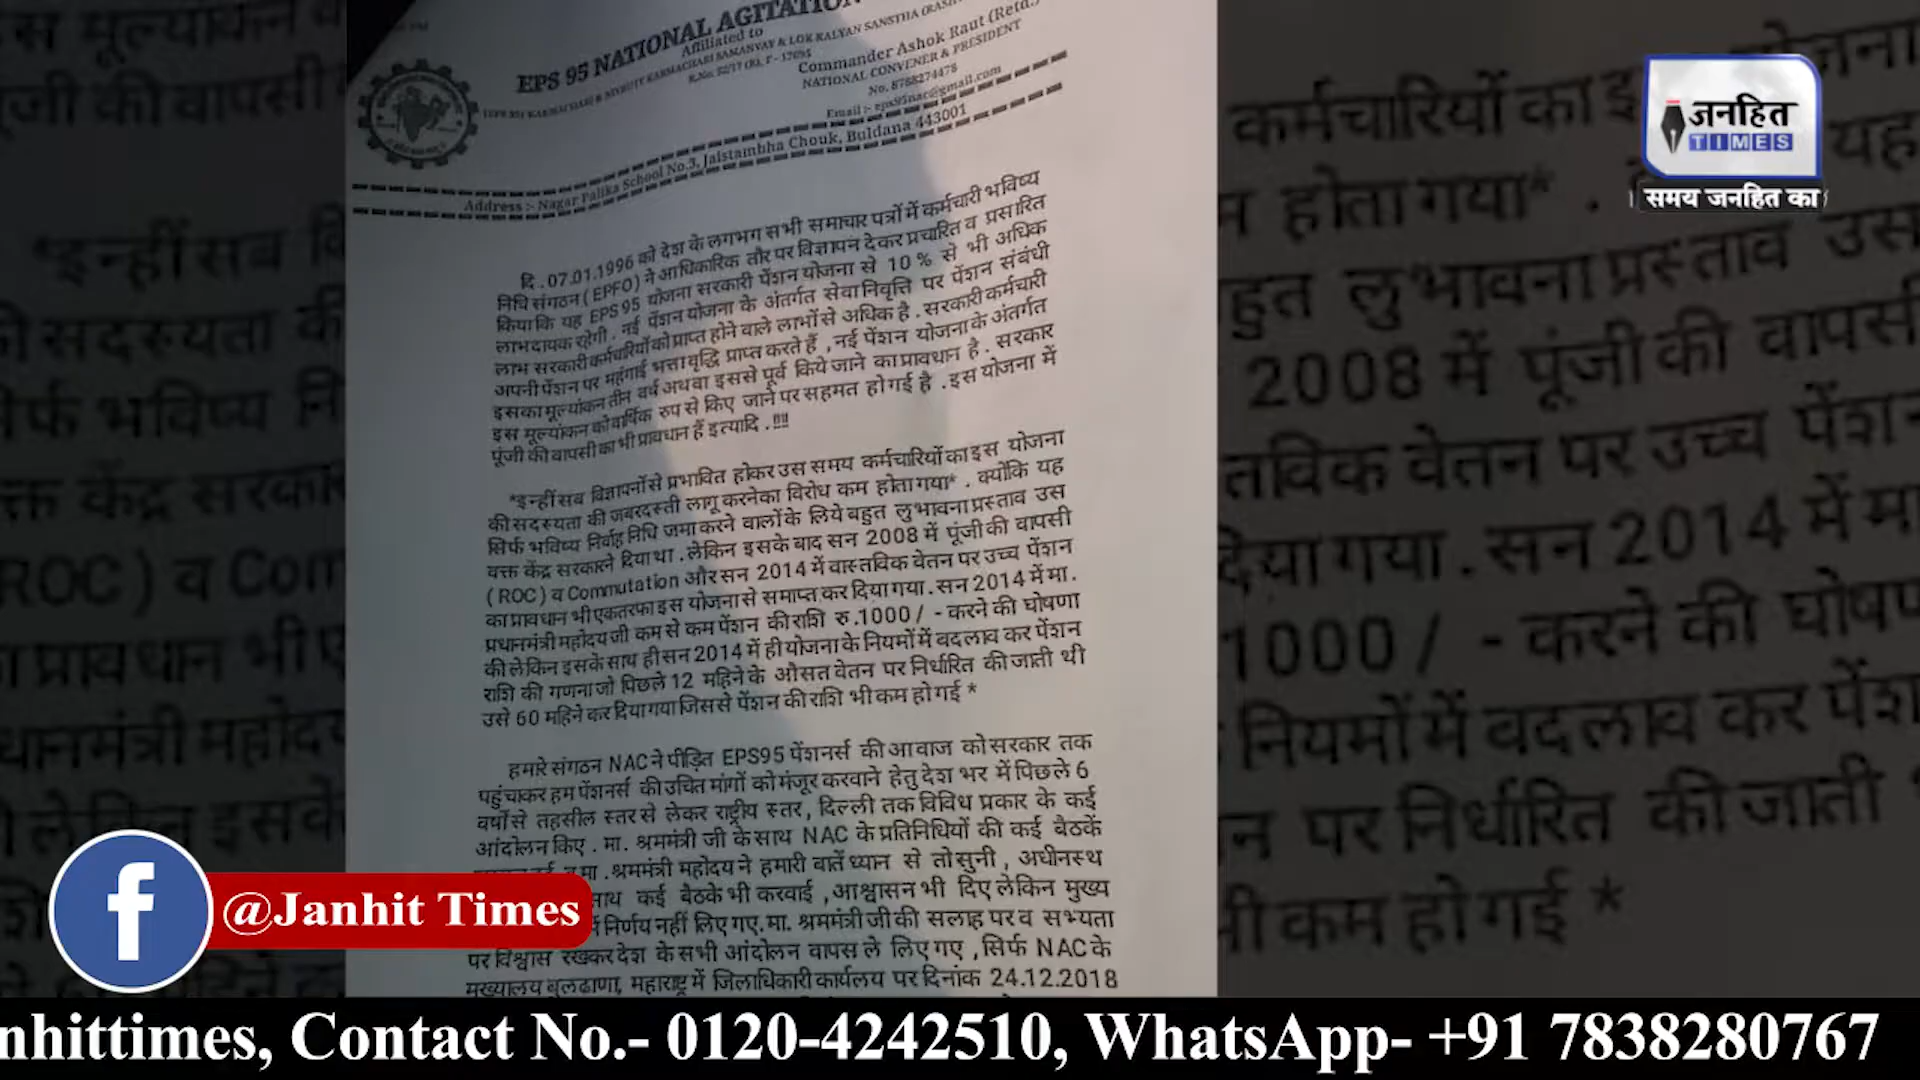 EPS 95 NATIONAL AGITATION
Affiliated to
KARMACHARI SAMANVAY & LOK KALYAN SANSTHA
Commander Ashok Raut (Retd.)
NATIONAL CONVENER & PRESIDENT
No. 8788274478
Email :- eps95nac@gmail.com
Address :- Nagar Palika School No.3, Jaistambha Chouk, Buldana 443001
दि .07.01.1996 को देश के लगभग सभी समाचार पत्रों में कर्मचारी भविष्य
निधि संगठन ( EPFO ) ने आधिकारिक तौर पर विज्ञापन देकर प्रचारित व प्रसारित
किया कि यह EPS 95 योजना सरकारी पेंशन योजना से 10 % से भी अधिक
लाभदायक रहेगी . नई पेंशन योजना के अंतर्गत सेवानिवृत्ति पर पेंशन संबंधी
लाभ सरकारी कर्मचारियों को प्राप्त होने वाले लाभों से अधिक है . सरकारी कर्मचारी
अपनी पेंशन पर महंगाई भत्ता वृद्धि प्राप्त करते हैं , नई पेंशन योजना के अंतर्गत
इसका मूल्यांकन तीन वर्ष अथवा इससे पूर्व किये जाने का प्रावधान है . सरकार
इस मूल्यांकन को वार्षिक रुप से किए जाने पर सहमत हो गई है . इस योजना में
पूंजी की वापसी का भी प्रावधान हैं इत्यादि . !!!
*इन्हीं सब विज्ञापनों से प्रभावित होकर उस समय कर्मचारियों का इस योजना
की सदस्यता की जबरदस्ती लागू करनेका विरोध कम होता गया* . क्योंकि यह
सिर्फ भविष्य निर्वाह निधि जमा करने वालों के लिये बहुत लुभावना प्रस्ताव उस
वक्त केंद्र सरकारने दिया था . लेकिन इसके बाद सन 2008 में पूंजी की वापसी
( ROC ) व Commutation और सन 2014 में वास्तविक वेतन पर उच्च पेंशन
का प्रावधान भी एकतरफा इस योजना से समाप्त कर दिया गया . सन 2014 में मा .
प्रधानमंत्री महोदय जी कम से कम पेंशन की राशि रु .1000 / - करने की घोषणा
की लेकिन इसके साथ ही सन 2014 में ही योजना के नियमों में बदलाव कर पेंशन
राशि की गणना जो पिछले 12 महिने के औसत वेतन पर निर्धारित की जाती थी
उसे 60 महिने कर दिया गया जिससे पेंशन की राशि भी कम हो गई *
हमारे संगठन NAC ने पीड़ित EPS95 पेंशनर्स की आवाज को सरकार तक
पहुंचाकर हम पेंशनर्स की उचित मांगों को मंजूर करवाने हेतु देश भर में पिछले 6
वर्षों से तहसील स्तर से लेकर राष्ट्रीय स्तर , दिल्ली तक विविध प्रकार के कई
आंदोलन किए . मा . श्रममंत्री जी के साथ NAC के प्रतिनिधियों की कई बैठकें
मा . श्रममंत्री महोदय ने हमारी बातें ध्यान से तो सुनी , अधीनस्थ
साथ कई बैठके भी करवाई , आश्वासन भी दिए लेकिन मुख्य
निर्णय नहीं लिए गए. मा. श्रममंत्री जी की सलाह पर व सभ्यता
पर विश्वास रखकर देश के सभी आंदोलन वापस ले लिए गए , सिर्फ NAC के
मुख्यालय बुलढाणा, महाराष्ट्र में जिलाधिकारी कार्यालय पर दिनांक 24.12.2018
जनहित
TIMES
समय जनहित का
f
@Janhit Times
nhittimes, Contact No.- 0120-4242510, WhatsApp- +91 7838280767